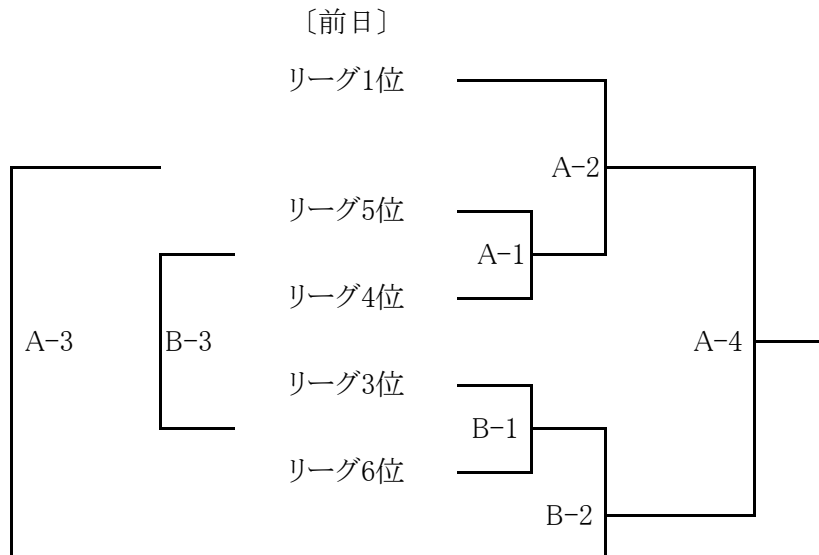 〔前日〕
リーグ1位
A-2
リーグ5位
A-1
リーグ4位
A-3
B-3
A-4
リーグ3位
B-1
リーグ6位
B-2